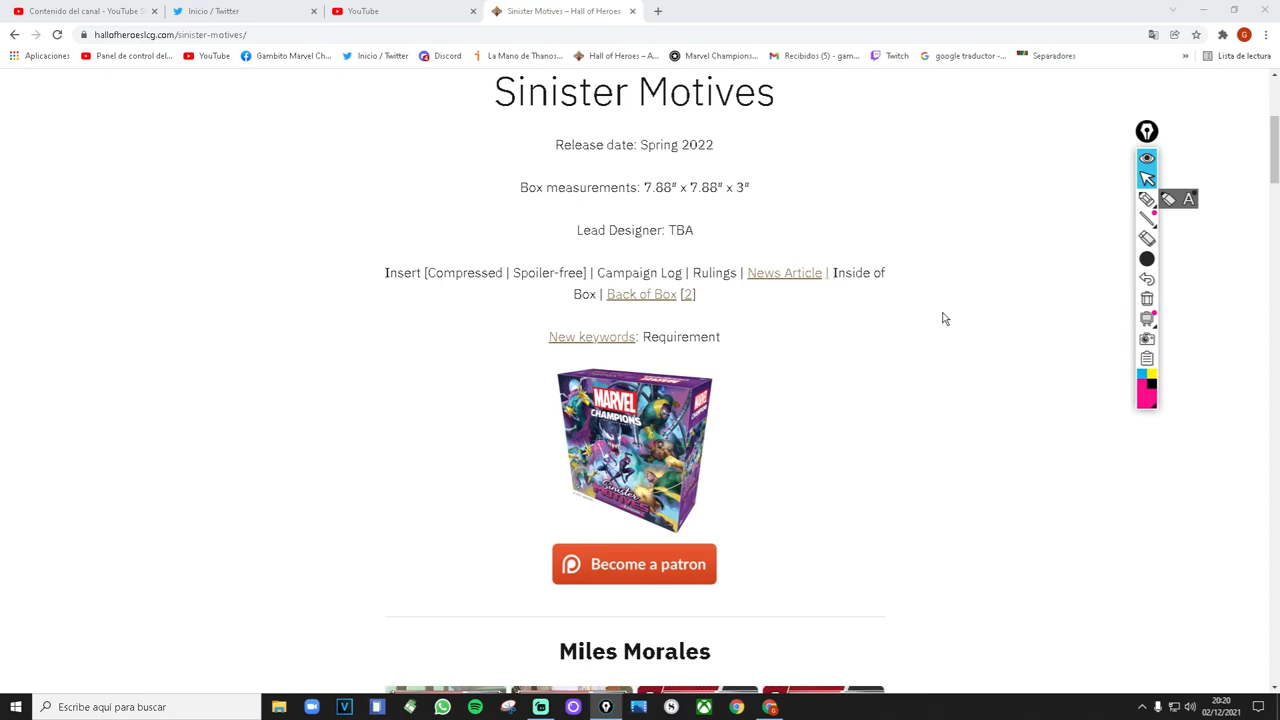 Contenido del canal - YouTube S
Inicio / Twitter
YouTube
Sinister Motives – Hall of Heroes
hallofheroeslcg.com/sinister-motives/
G
Aplicaciones
Panel de control del...
YouTube
Gambito Marvel Ch...
Inicio / Twitter
Discord
La Mano de Thanos...
Hall of Heroes – A...
Marvel Champions...
Recibidos (5) - gam...
Twitch
google traductor -...
Separadores
»
Lista de lectura
Sinister Motives
Release date: Spring 2022
Box measurements: 7.88″ x 7.88″ x 3″
Lead Designer: TBA
Insert [Compressed | Spoiler-free] | Campaign Log | Rulings | News Article | Inside of
Box | Back of Box [2]
New keywords: Requirement
A
MARVEL
CHAMPIONS
Sinister
MOTIVES
Become a patron
Miles Morales
Escribe aquí para buscar
20:20
02/12/2021